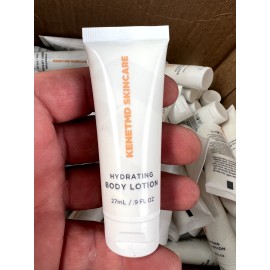 KENETMD SKINCARE
HYDRATING
BODY LOTION
27mL / .9 FL OZ